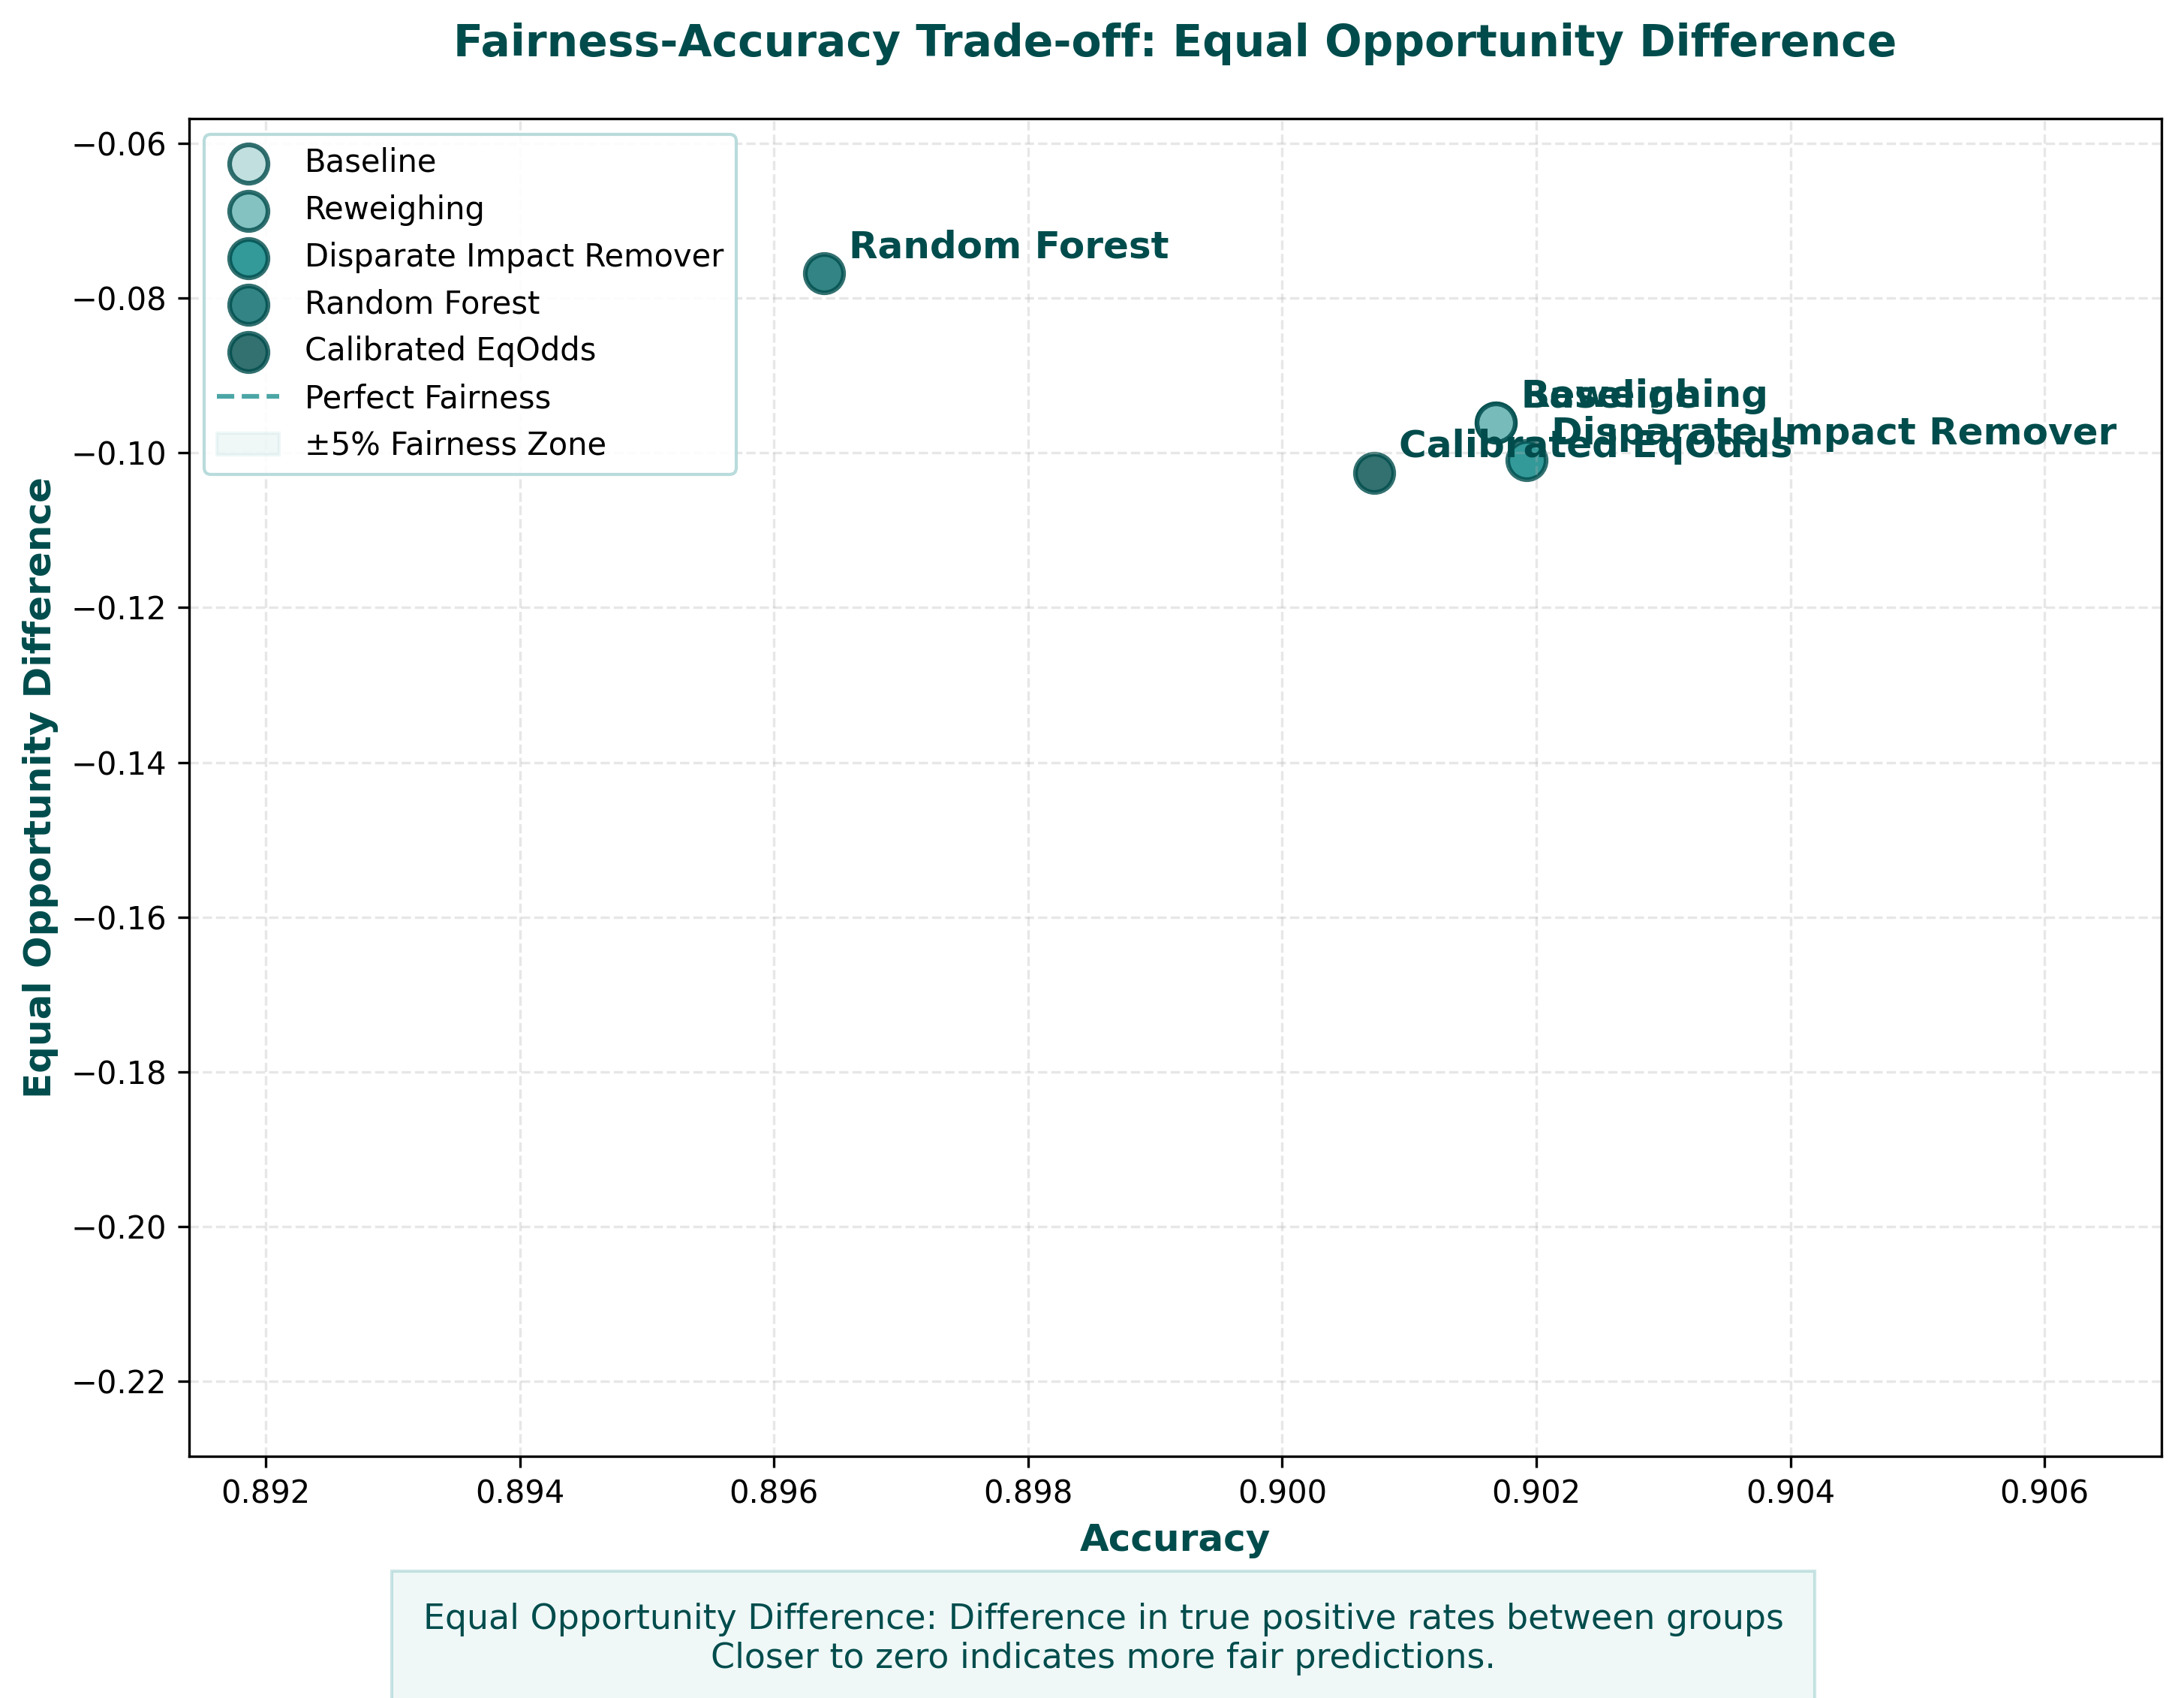 Fairness-Accuracy Trade-off: Equal Opportunity Difference
−0.06
−0.08
−0.10
−0.12
−0.14
−0.16
−0.18
−0.20
−0.22
Equal Opportunity Difference
Baseline
Reweighing
Disparate Impact Remover
Random Forest
Calibrated EqOdds
Perfect Fairness
±5% Fairness Zone
Random Forest
Baseline
Reweighing
Disparate Impact Remover
Calibrated EqOdds
0.892
0.894
0.896
0.898
0.900
0.902
0.904
0.906
Accuracy
Equal Opportunity Difference: Difference in true positive rates between groups
Closer to zero indicates more fair predictions.